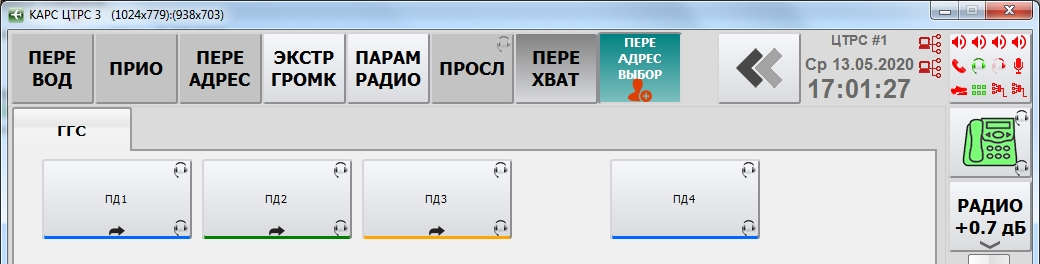 КАРС ЦТРС 3 (1024x779):(938x703)
ПЕРЕ
ВОД
ПРИО
ПЕРЕ
АДРЕС
ЭКСТР
ГРОМК
ПАРАМ
РАДИО
ПРОСЛ
ПЕРЕ
ХВАТ
ПЕРЕ
АДРЕС
ВЫБОР
ЦТРС #1
Ср 13.05.2020
17:01:27
ГГС
ПД1
ПД2
ПД3
ПД4
РАДИО
+0.7 дБ